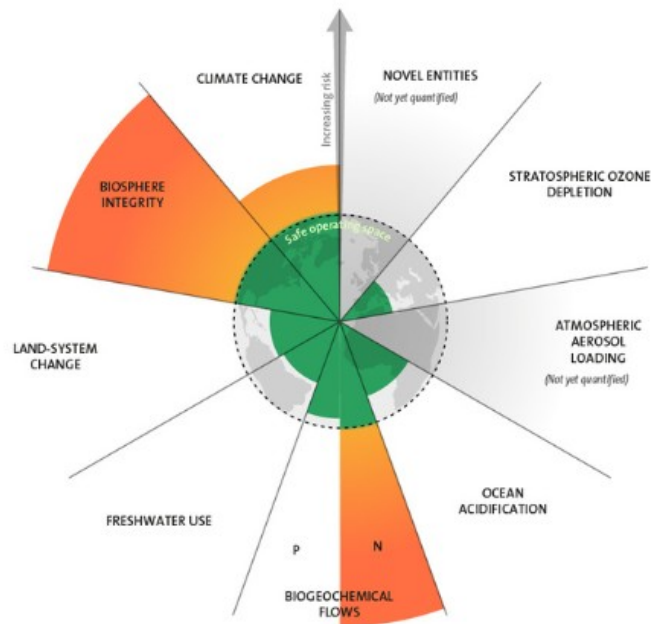 CLIMATE CHANGE
NOVEL ENTITIES
(Not yet quantified)
Increasing risk
STRATOSPHERIC OZONE
DEPLETION
BIOSPHERE
INTEGRITY
Safe operating space
LAND-SYSTEM
CHANGE
ATMOSPHERIC
AEROSOL
LOADING
(Not yet quantified)
FRESHWATER USE
OCEAN
ACIDIFICATION
P
N
BIOGEOCHEMICAL
FLOWS